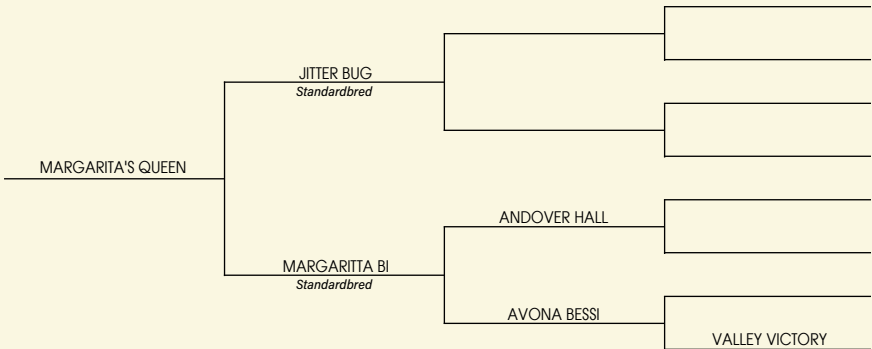 JITTER BUG
Standardbred
MARGARITA'S QUEEN
ANDOVER HALL
MARGARITTA BI
Standardbred
AVONA BESSI
VALLEY VICTORY